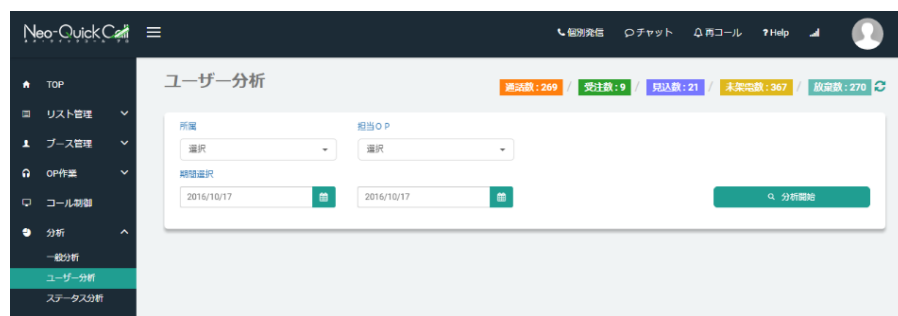 Neo-QuickCall
個別発信 チャット 再コール ? Help
TOP
リスト管理
ブース管理
OP作業
コール制御
分析
一般分析
ユーザー分析
ステータス分析
ユーザー分析
通話数 : 269 / 受注数 : 9 / 見込数 : 21 / 未架電数 : 367 / 放棄数 : 270
所属 担当OP
選択 選択
期間選択
2016/10/17 2016/10/17 分析開始